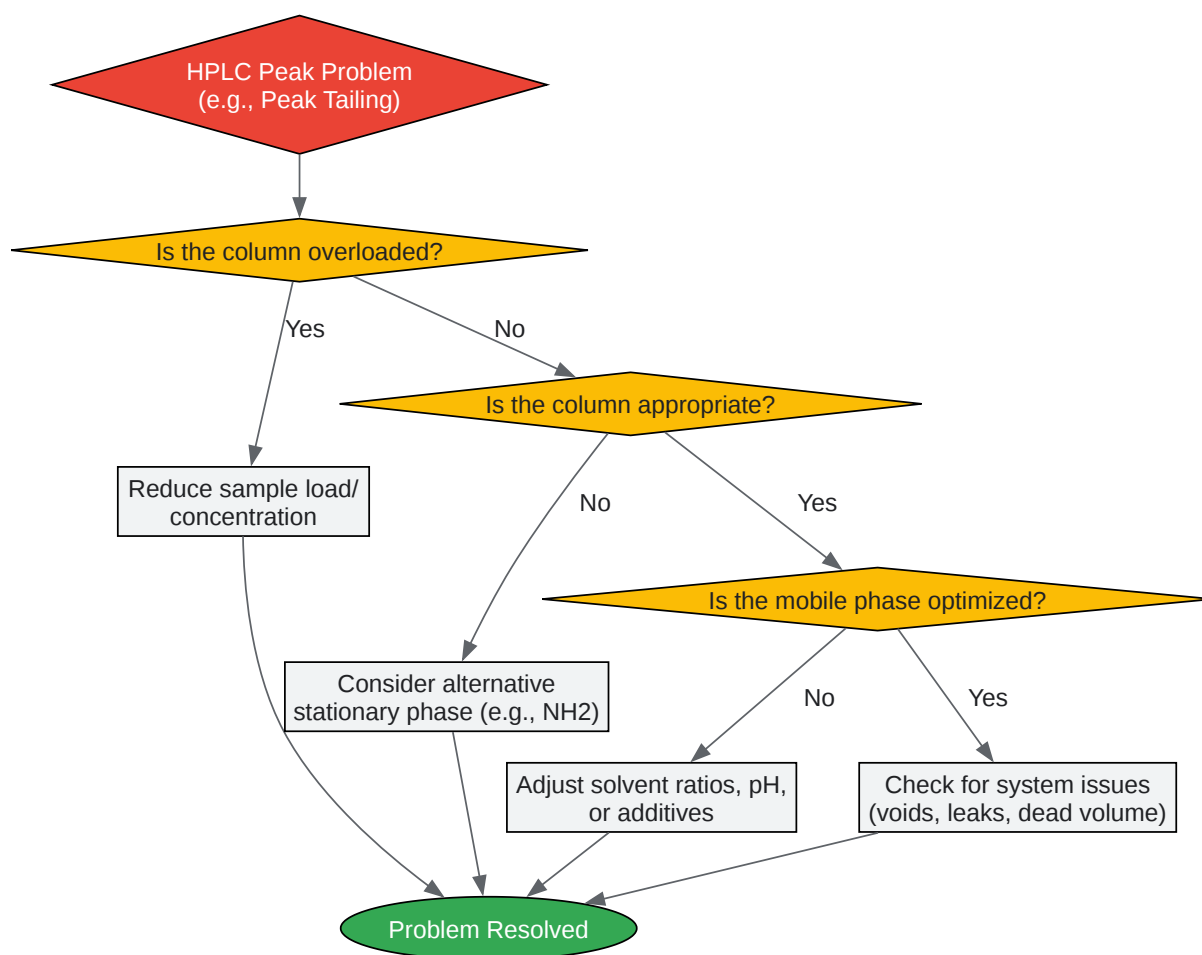 HPLC Peak Problem
(e.g., Peak Tailing)
Is the column overloaded?
Yes
No
Is the column appropriate?
Reduce sample load/
concentration
No
Yes
Is the mobile phase optimized?
Consider alternative
stationary phase (e.g., NH2)
No
Yes
Adjust solvent ratios, pH,
or additives
Check for system issues
(voids, leaks, dead volume)
Problem Resolved